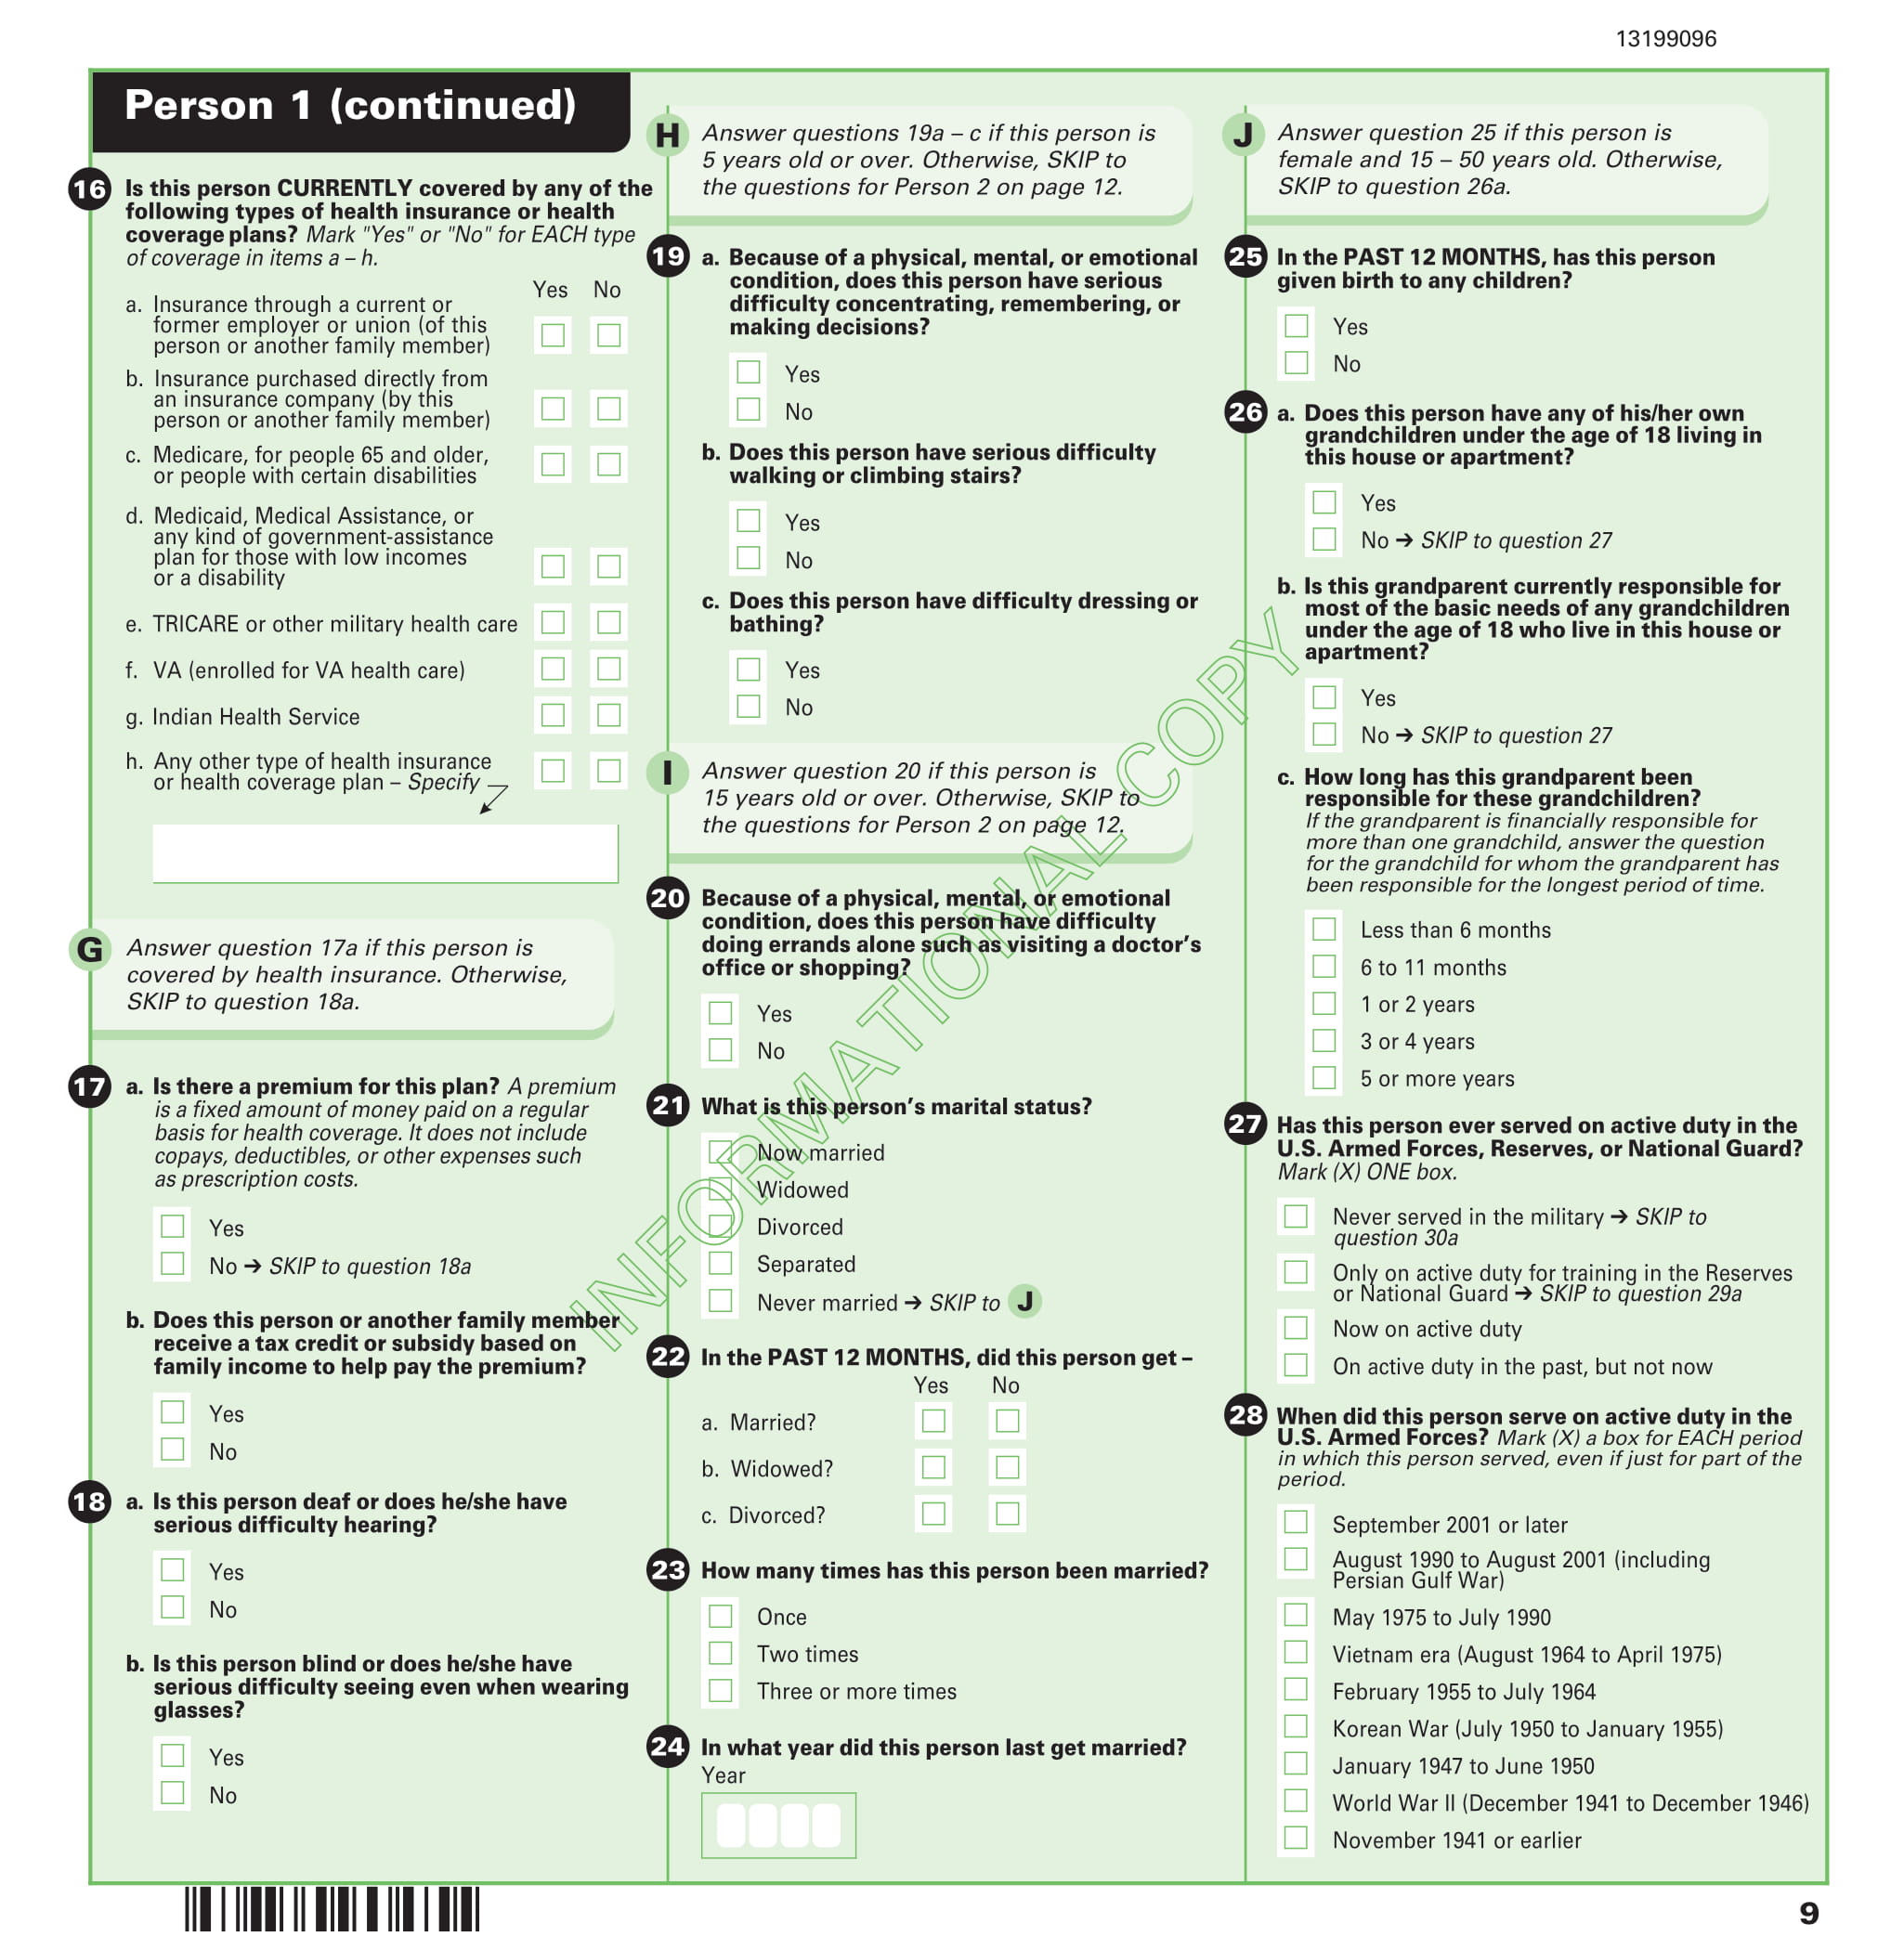 13199096
Person 1 (continued)
16 Is this person CURRENTLY covered by any of the
following types of health insurance or health
coverage plans? Mark "Yes" or "No" for EACH type
of coverage in items a – h.
Yes No
a. Insurance through a current or
former employer or union (of this
person or another family member)
b. Insurance purchased directly from
an insurance company (by this
person or another family member)
c. Medicare, for people 65 and older,
or people with certain disabilities
d. Medicaid, Medical Assistance, or
any kind of government-assistance
plan for those with low incomes
or a disability
e. TRICARE or other military health care
f. VA (enrolled for VA health care)
g. Indian Health Service
h. Any other type of health insurance
or health coverage plan – Specify
G Answer question 17a if this person is
covered by health insurance. Otherwise,
SKIP to question 18a.
17 a. Is there a premium for this plan? A premium
is a fixed amount of money paid on a regular
basis for health coverage. It does not include
copays, deductibles, or other expenses such
as prescription costs.
Yes
No ➔ SKIP to question 18a
b. Does this person or another family member
receive a tax credit or subsidy based on
family income to help pay the premium?
Yes
No
18 a. Is this person deaf or does he/she have
serious difficulty hearing?
Yes
No
b. Is this person blind or does he/she have
serious difficulty seeing even when wearing
glasses?
Yes
No
H Answer questions 19a – c if this person is
5 years old or over. Otherwise, SKIP to
the questions for Person 2 on page 12.
19 a. Because of a physical, mental, or emotional
condition, does this person have serious
difficulty concentrating, remembering, or
making decisions?
Yes
No
b. Does this person have serious difficulty
walking or climbing stairs?
Yes
No
c. Does this person have difficulty dressing or
bathing?
Yes
No
I Answer question 20 if this person is
15 years old or over. Otherwise, SKIP to
the questions for Person 2 on page 12.
20 Because of a physical, mental, or emotional
condition, does this person have difficulty
doing errands alone such as visiting a doctor’s
office or shopping?
Yes
No
21 What is this person’s marital status?
Now married
Widowed
Divorced
Separated
Never married ➔ SKIP to J
22 In the PAST 12 MONTHS, did this person get –
Yes No
a. Married?
b. Widowed?
c. Divorced?
23 How many times has this person been married?
Once
Two times
Three or more times
24 In what year did this person last get married?
Year
J Answer question 25 if this person is
female and 15 – 50 years old. Otherwise,
SKIP to question 26a.
25 In the PAST 12 MONTHS, has this person
given birth to any children?
Yes
No
26 a. Does this person have any of his/her own
grandchildren under the age of 18 living in
this house or apartment?
Yes
No ➔ SKIP to question 27
b. Is this grandparent currently responsible for
most of the basic needs of any grandchildren
under the age of 18 who live in this house or
apartment?
Yes
No ➔ SKIP to question 27
c. How long has this grandparent been
responsible for these grandchildren?
If the grandparent is financially responsible for
more than one grandchild, answer the question
for the grandchild for whom the grandparent has
been responsible for the longest period of time.
Less than 6 months
6 to 11 months
1 or 2 years
3 or 4 years
5 or more years
27 Has this person ever served on active duty in the
U.S. Armed Forces, Reserves, or National Guard?
Mark (X) ONE box.
Never served in the military ➔ SKIP to
question 30a
Only on active duty for training in the Reserves
or National Guard ➔ SKIP to question 29a
Now on active duty
On active duty in the past, but not now
28 When did this person serve on active duty in the
U.S. Armed Forces? Mark (X) a box for EACH period
in which this person served, even if just for part of the
period.
September 2001 or later
August 1990 to August 2001 (including
Persian Gulf War)
May 1975 to July 1990
Vietnam era (August 1964 to April 1975)
February 1955 to July 1964
Korean War (July 1950 to January 1955)
January 1947 to June 1950
World War II (December 1941 to December 1946)
November 1941 or earlier
INFORMATIONAL COPY
9